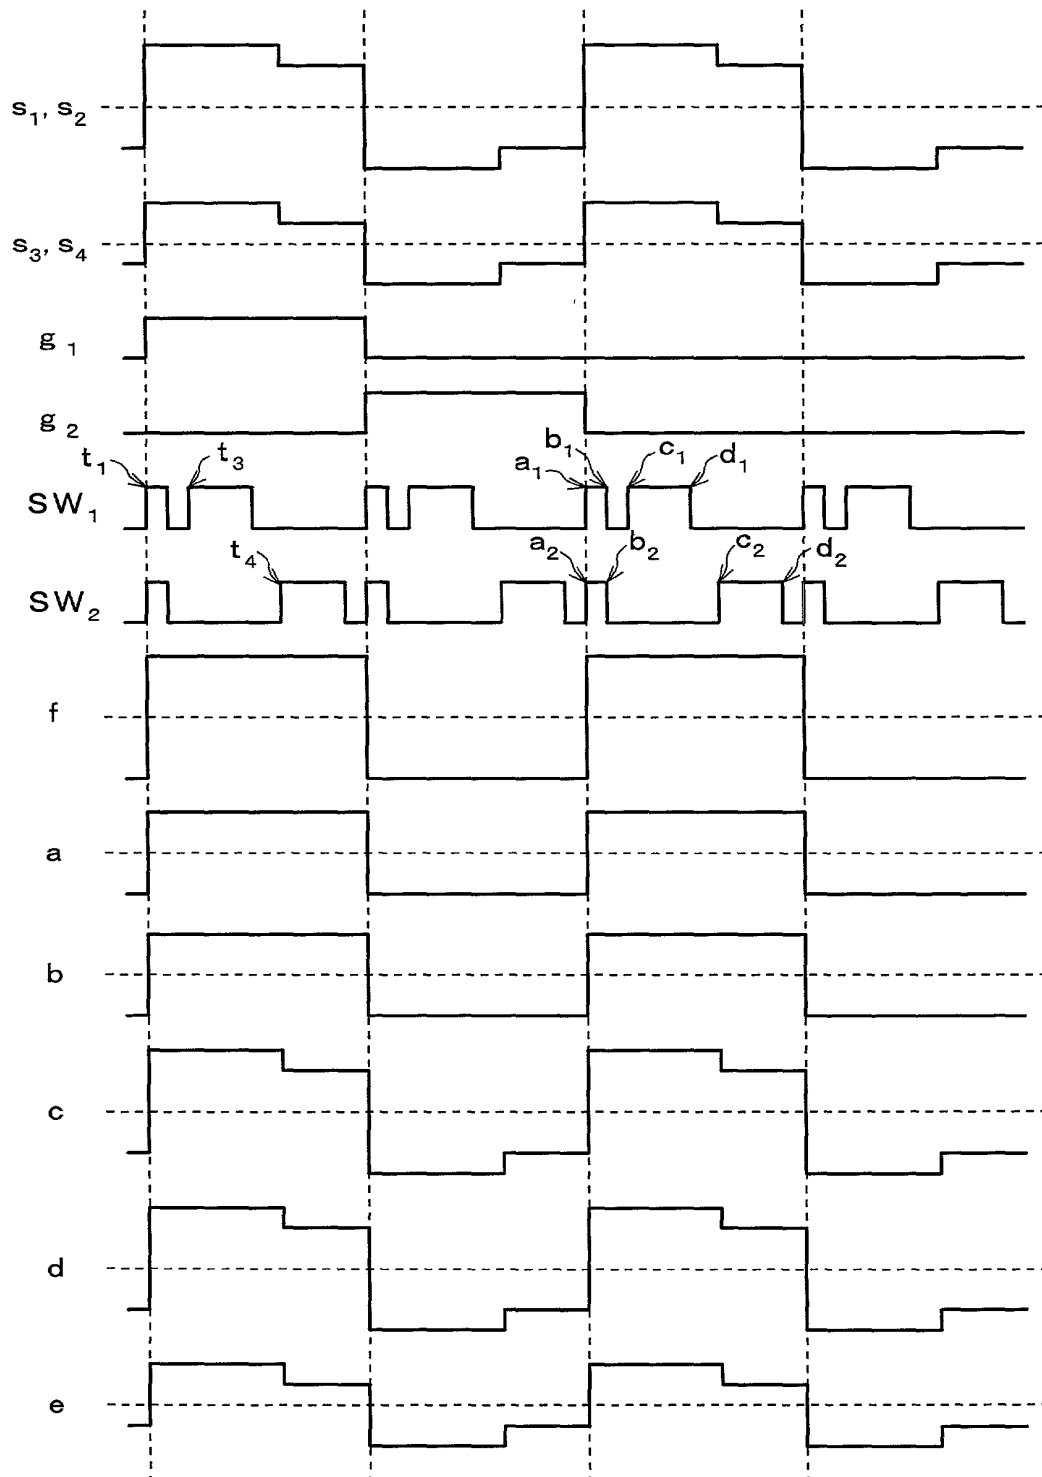 s₁, s₂
s₃, s₄
g₁
g₂
t₁ t₃ a₁ b₁ c₁ d₁
SW₁
t₄ a₂ b₂ c₂ d₂
SW₂
f
a
b
c
d
e